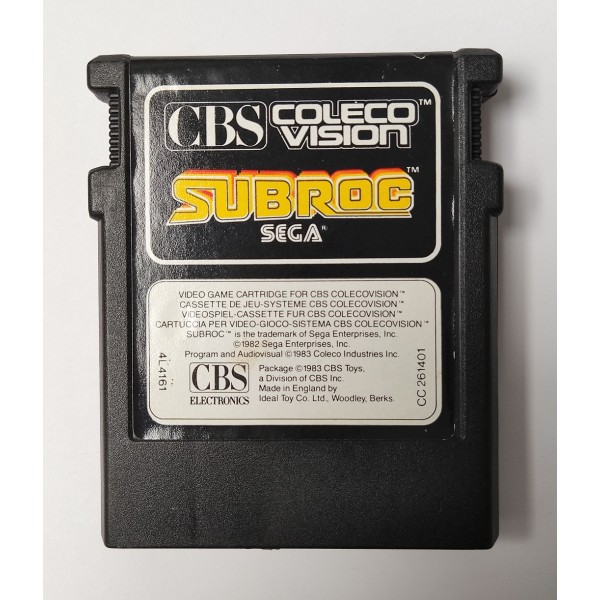 CBS COLECO VISION™
SUBROC™
SEGA®
VIDEO GAME CARTRIDGE FOR CBS COLECOVISION™
CASSETTE DE JEU-SYSTEME CBS COLECOVISION™
VIDEOSPIEL-CASSETTE FUR CBS COLECOVISION™
CARTUCCIA PER VIDEO-GIOCO-SISTEMA CBS COLECOVISION™
SUBROC™ is the trademark of Sega Enterprises, Inc.
©1982 Sega Enterprises, Inc.
Program and Audiovisual ©1983 Coleco Industries Inc.
CBS ELECTRONICS
Package ©1983 CBS Toys,
a Division of CBS Inc.
Made in England by
Ideal Toy Co. Ltd., Woodley, Berks.
4L4161
CC 261401